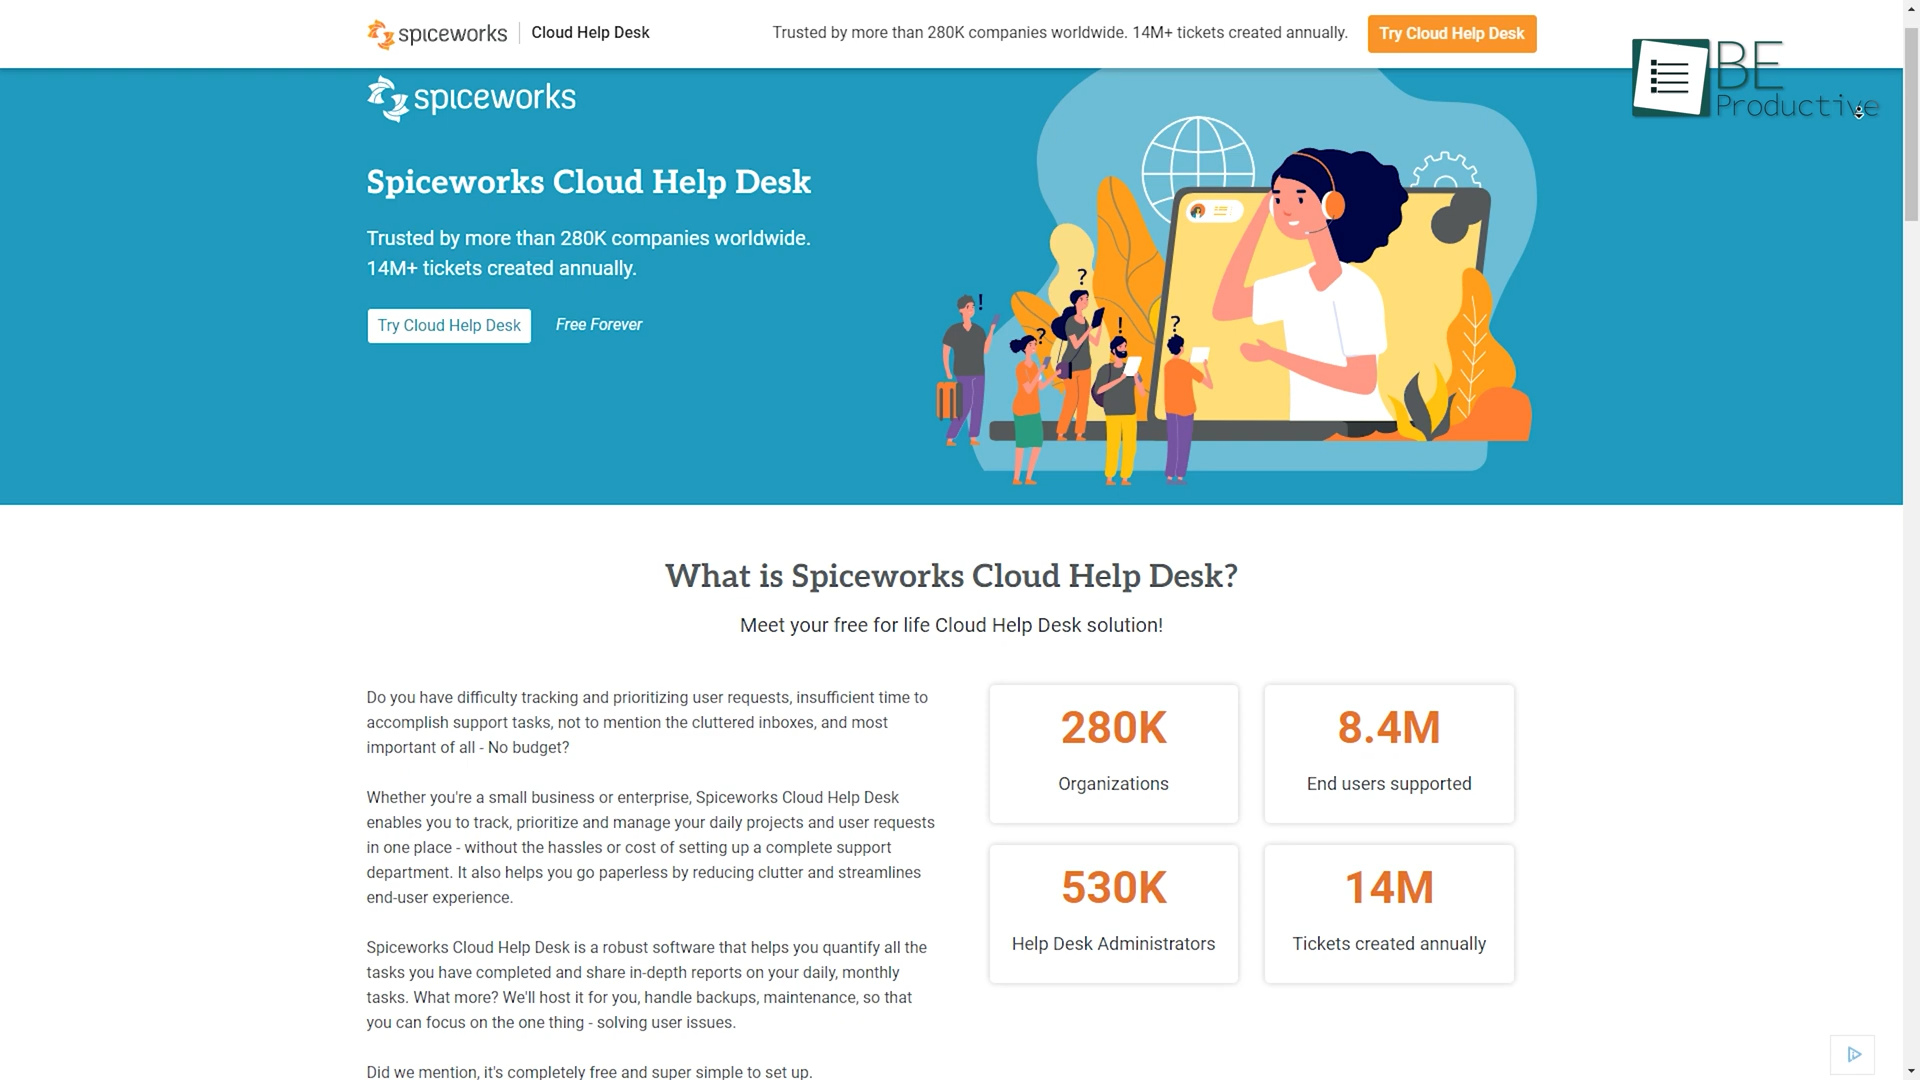 spiceworks Cloud Help Desk Trusted by more than 280K companies worldwide. 14M+ tickets created annually. Try Cloud Help Desk
BE
Productive
spiceworks
Spiceworks Cloud Help Desk
Trusted by more than 280K companies worldwide.
14M+ tickets created annually.
Try Cloud Help Desk Free Forever
! ? ? ! ?
What is Spiceworks Cloud Help Desk?
Meet your free for life Cloud Help Desk solution!
Do you have difficulty tracking and prioritizing user requests, insufficient time to
accomplish support tasks, not to mention the cluttered inboxes, and most
important of all - No budget?
Whether you're a small business or enterprise, Spiceworks Cloud Help Desk
enables you to track, prioritize and manage your daily projects and user requests
in one place - without the hassles or cost of setting up a complete support
department. It also helps you go paperless by reducing clutter and streamlines
end-user experience.
Spiceworks Cloud Help Desk is a robust software that helps you quantify all the
tasks you have completed and share in-depth reports on your daily, monthly
tasks. What more? We'll host it for you, handle backups, maintenance, so that
you can focus on the one thing - solving user issues.
Did we mention, it's completely free and super simple to set up.
280K
Organizations
8.4M
End users supported
530K
Help Desk Administrators
14M
Tickets created annually